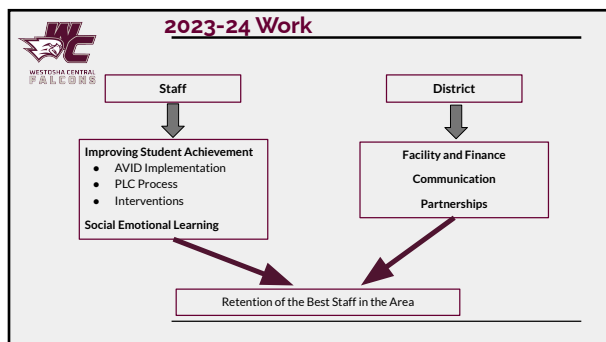 2023-24 Work
WC
WESTOSHA CENTRAL
FALCONS
Staff
District
Improving Student Achievement
● AVID Implementation
● PLC Process
● Interventions
Social Emotional Learning
Facility and Finance
Communication
Partnerships
Retention of the Best Staff in the Area